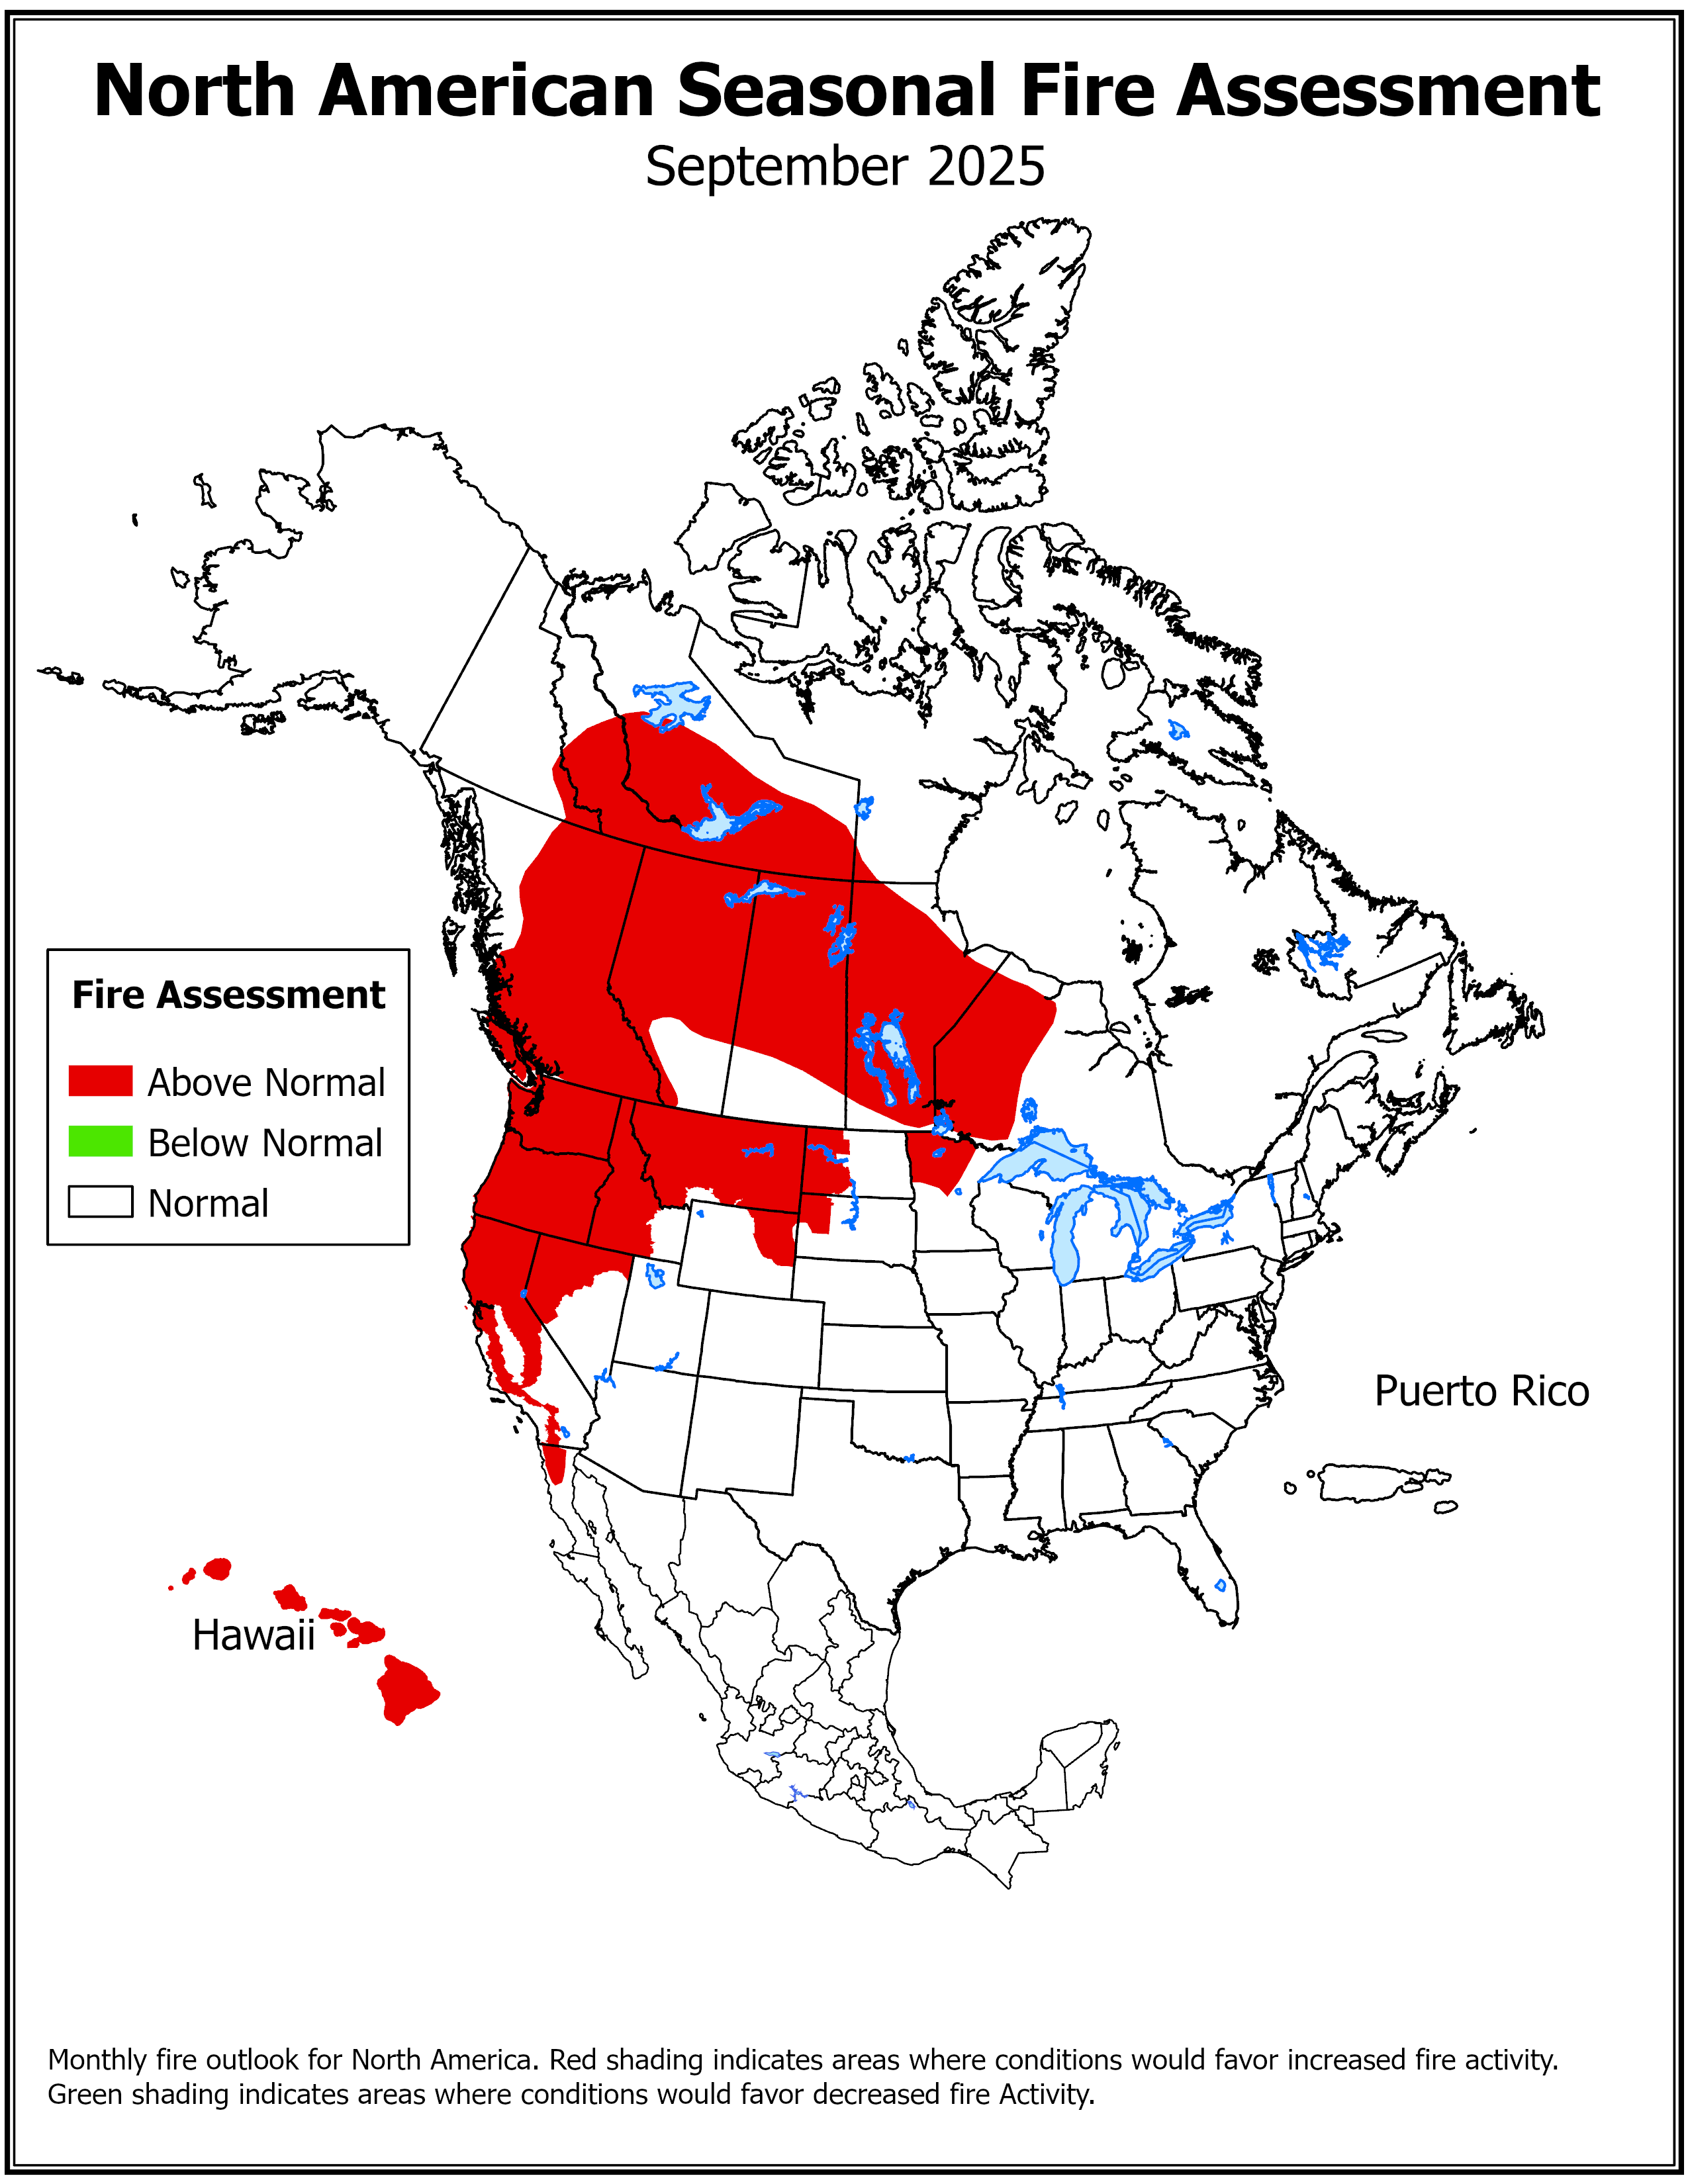 North American Seasonal Fire Assessment
September 2025
Fire Assessment
Above Normal
Below Normal
Normal
Puerto Rico
Hawaii
Monthly fire outlook for North America. Red shading indicates areas where conditions would favor increased fire activity.
Green shading indicates areas where conditions would favor decreased fire Activity.